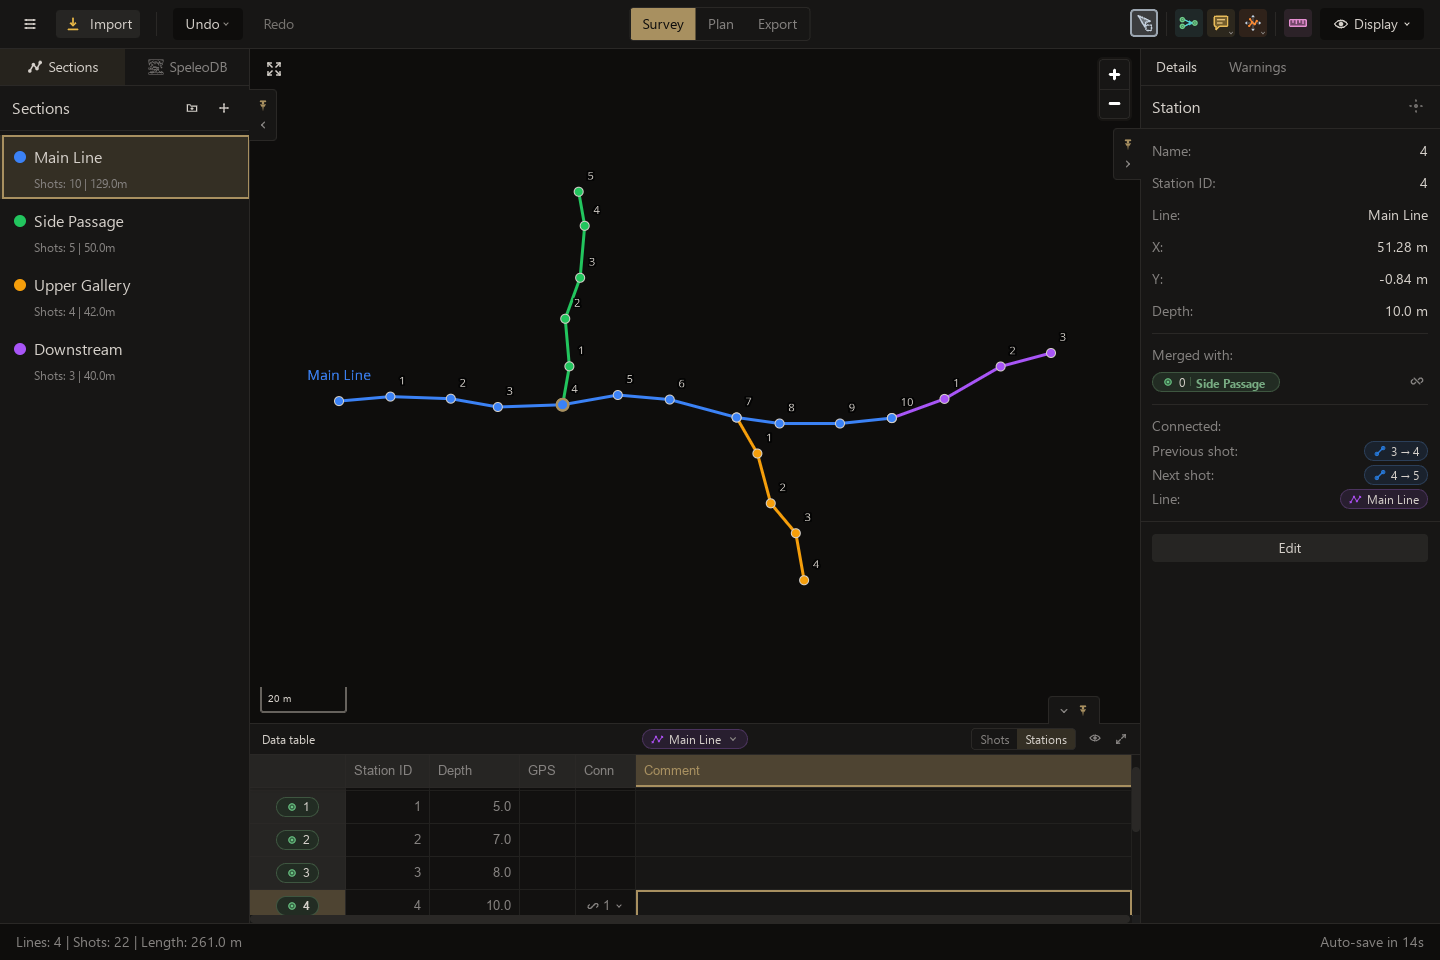 Import
Undo
Redo
Survey
Plan
Export
Display
Sections
SpeleoDB
Sections
Main Line
Shots: 10 | 129.0m
Side Passage
Shots: 5 | 50.0m
Upper Gallery
Shots: 4 | 42.0m
Downstream
Shots: 3 | 40.0m
+
−
5
4
3
2
1
Main Line
1
2
3
4
5
6
7
8
9
10
1
2
3
1
2
3
4
20 m
Details
Warnings
Station
Name: 4
Station ID: 4
Line: Main Line
X: 51.28 m
Y: -0.84 m
Depth: 10.0 m
Merged with:
0 Side Passage
Connected:
Previous shot: 3 → 4
Next shot: 4 → 5
Line: Main Line
Edit
Data table
Main Line
Shots
Stations
Station ID Depth GPS Conn Comment
1 1 5.0
2 2 7.0
3 3 8.0
4 4 10.0 1
Lines: 4 | Shots: 22 | Length: 261.0 m
Auto-save in 14s